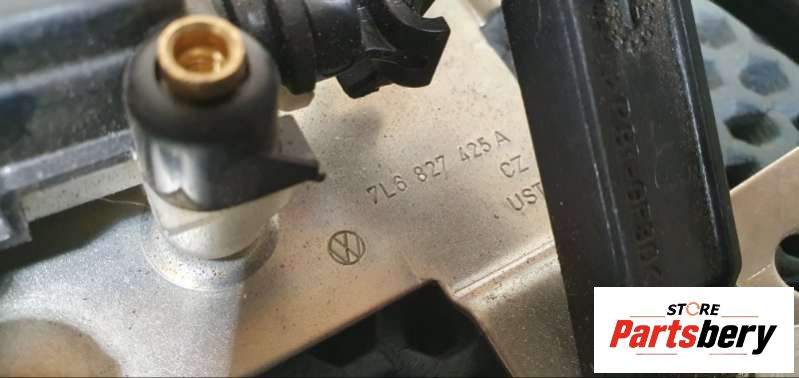 7L6 827 425 A
CZ
UST
STORE
Partsbery